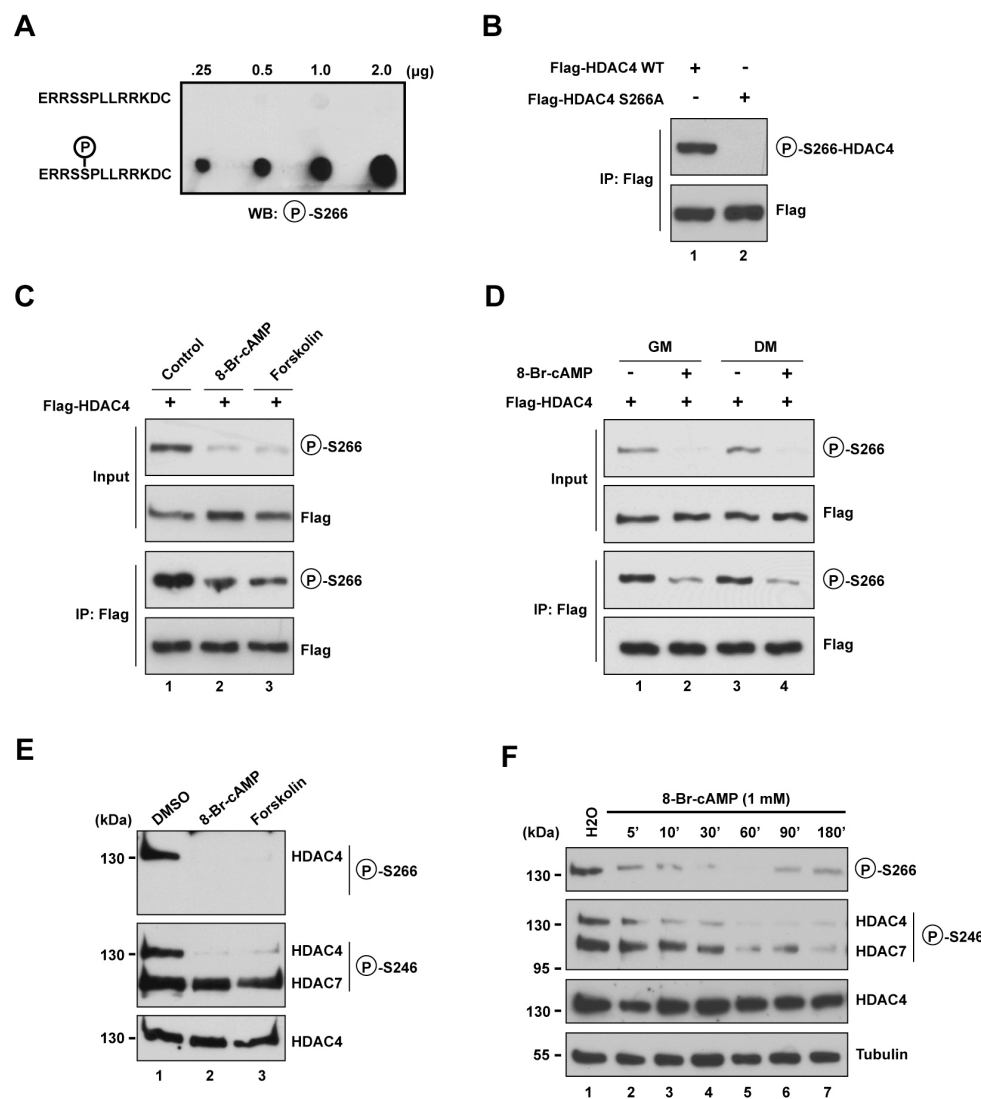 A
.25 0.5 1.0 2.0 (µg)
ERRSSPLLRRKDC
P
ERRSSPLLRRKDC
WB: P-S266
B
Flag-HDAC4 WT + -
Flag-HDAC4 S266A - +
P-S266-HDAC4
IP: Flag
Flag
1 2
C
Control 8-Br-cAMP Forskolin
Flag-HDAC4 + + +
P-S266
Input
Flag
P-S266
IP: Flag
Flag
1 2 3
D
GM DM
8-Br-cAMP - + - +
Flag-HDAC4 + + + +
P-S266
Input
Flag
P-S266
IP: Flag
Flag
1 2 3 4
E
DMSO 8-Br-cAMP Forskolin
(kDa)
130 HDAC4
P-S266
130 HDAC4
P-S246
HDAC7
130 HDAC4
1 2 3
F
8-Br-cAMP (1 mM)
(kDa) H2O 5’ 10’ 30’ 60’ 90’ 180’
130 P-S266
130 HDAC4
P-S246
HDAC7
95
130 HDAC4
55 Tubulin
1 2 3 4 5 6 7